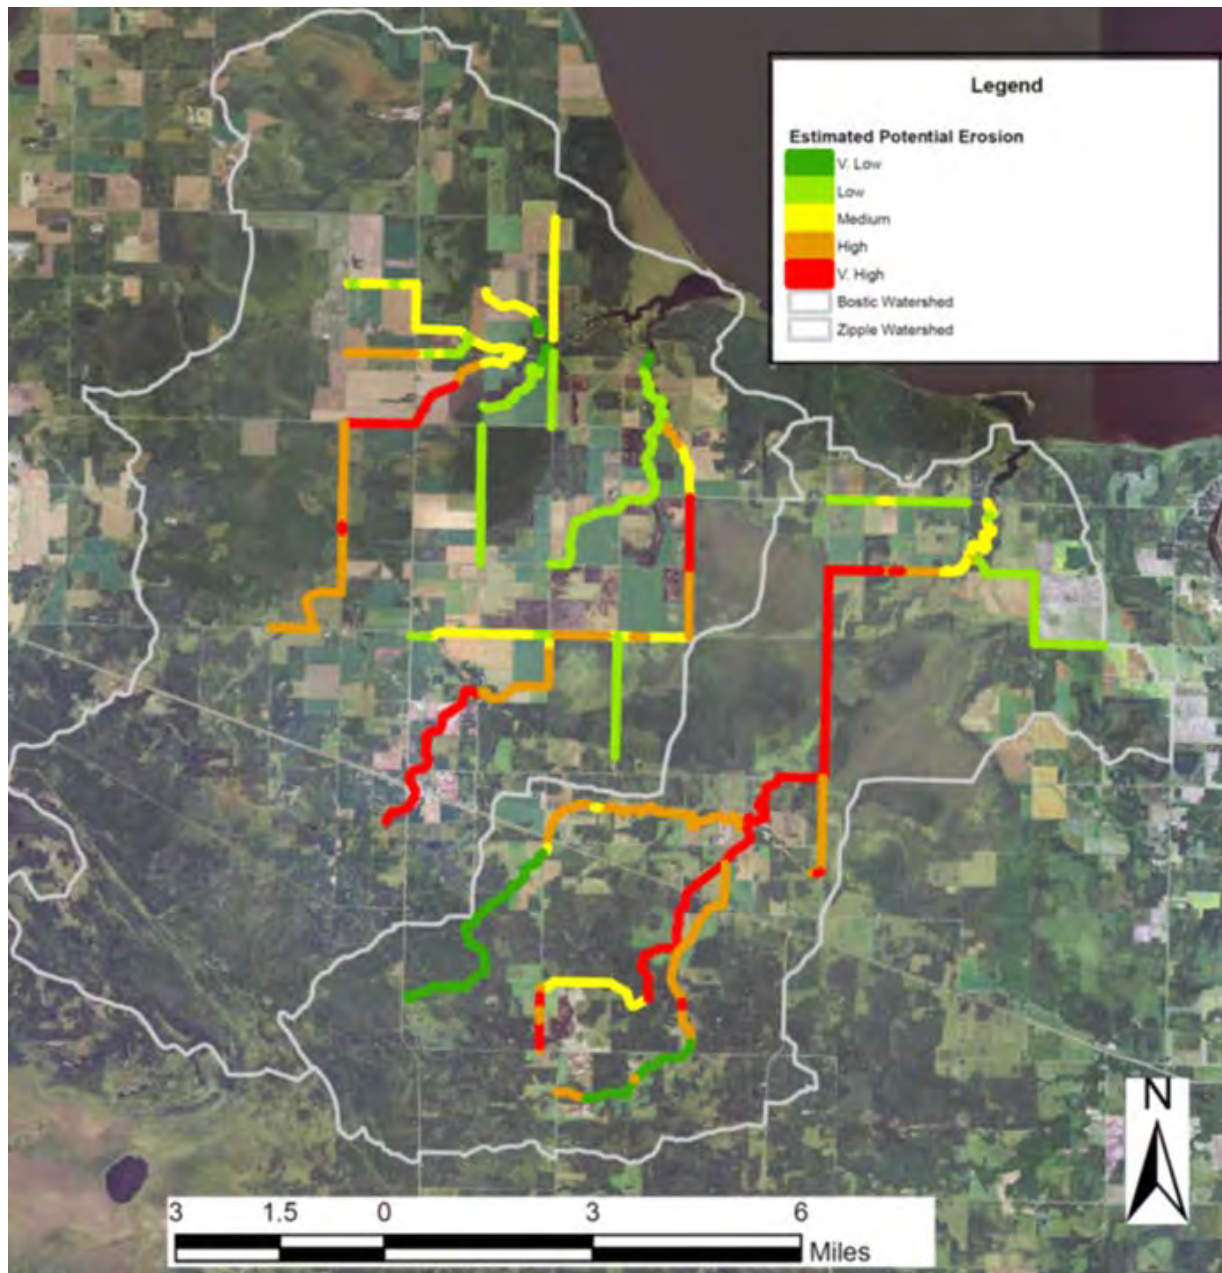 Legend
Estimated Potential Erosion
V. Low
Low
Medium
High
V. High
Bostic Watershed
Zipple Watershed
N
3 1.5 0 3 6
Miles